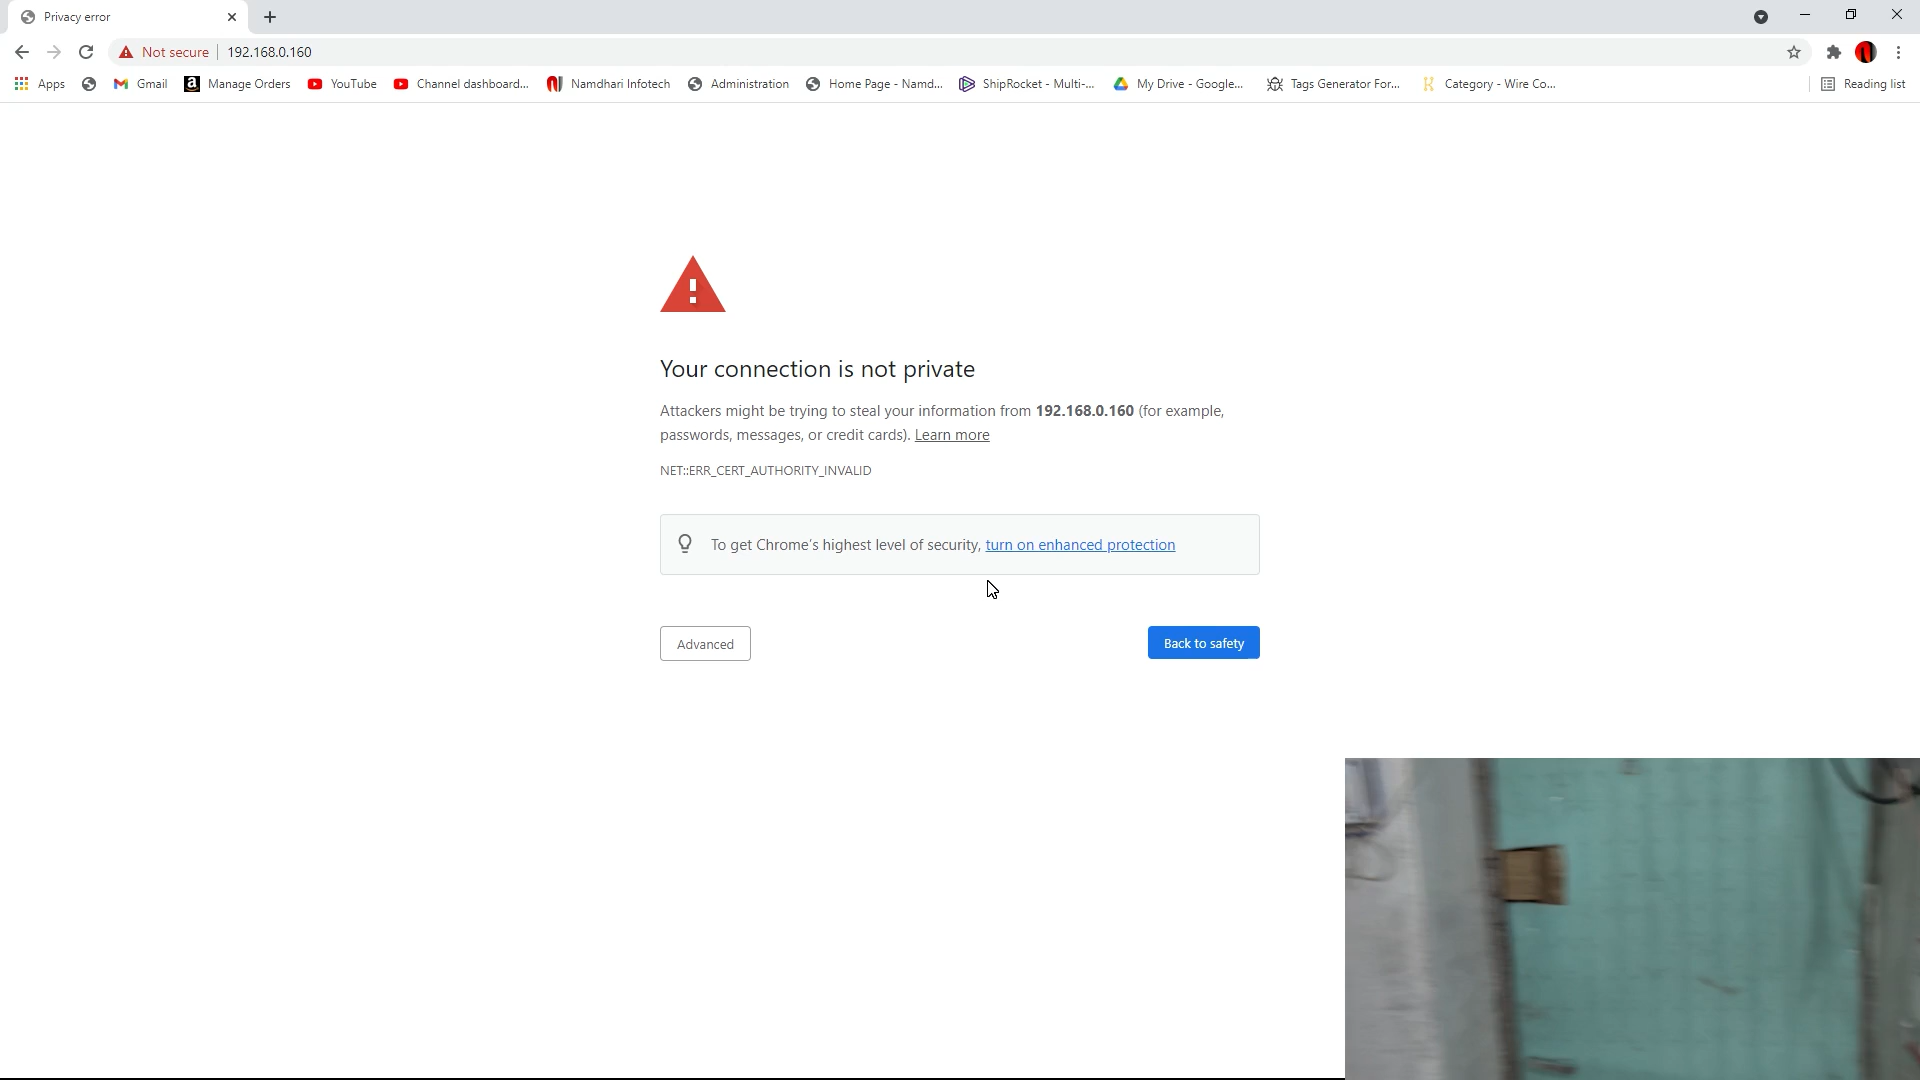 Privacy error
Not secure 192.168.0.160
Apps Gmail Manage Orders YouTube Channel dashboard... Namdhari Infotech Administration Home Page - Namd... ShipRocket - Multi-... My Drive - Google... Tags Generator For... Category - Wire Co... Reading list
Your connection is not private
Attackers might be trying to steal your information from 192.168.0.160 (for example,
passwords, messages, or credit cards). Learn more
NET::ERR_CERT_AUTHORITY_INVALID
To get Chrome's highest level of security, turn on enhanced protection
Advanced Back to safety